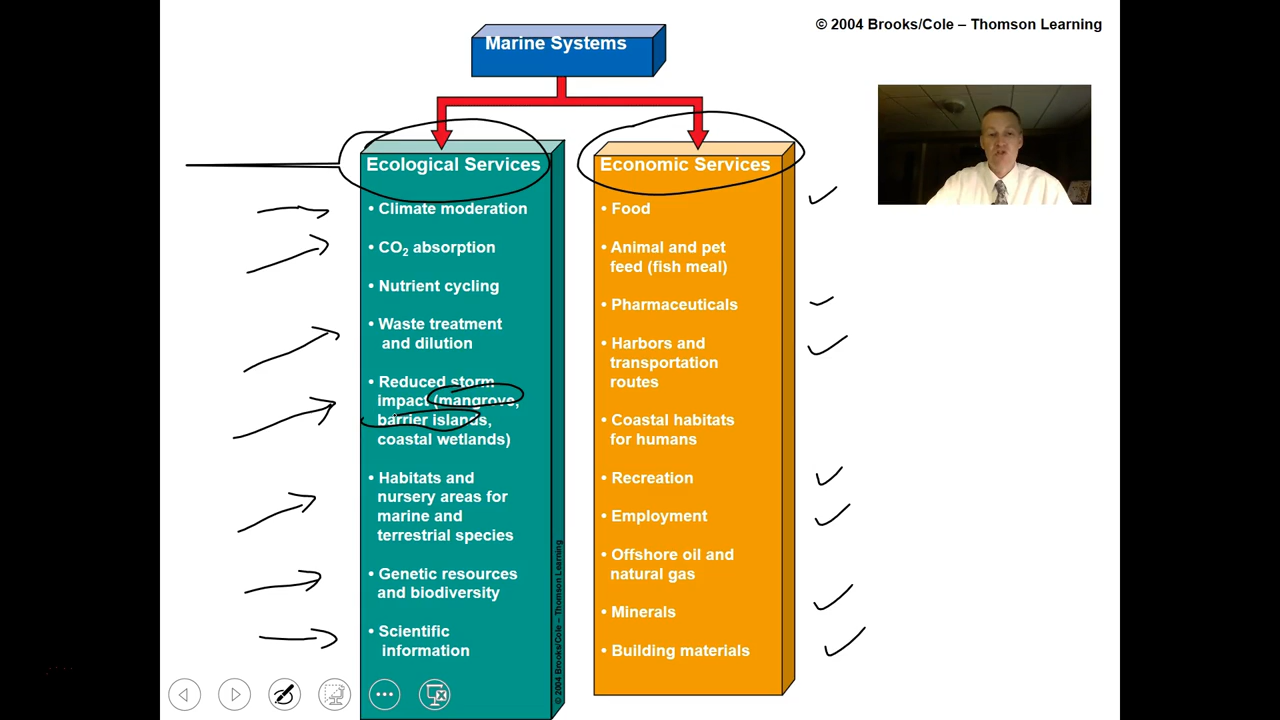 © 2004 Brooks/Cole – Thomson Learning
Marine Systems
Ecological Services
• Climate moderation
• CO₂ absorption
• Nutrient cycling
• Waste treatment
and dilution
• Reduced storm
impact (mangrove,
barrier islands,
coastal wetlands)
• Habitats and
nursery areas for
marine and
terrestrial species
• Genetic resources
and biodiversity
• Scientific
information
© 2004 Brooks/Cole – Thomson Learning
Economic Services
• Food
• Animal and pet
feed (fish meal)
• Pharmaceuticals
• Harbors and
transportation
routes
• Coastal habitats
for humans
• Recreation
• Employment
• Offshore oil and
natural gas
• Minerals
• Building materials